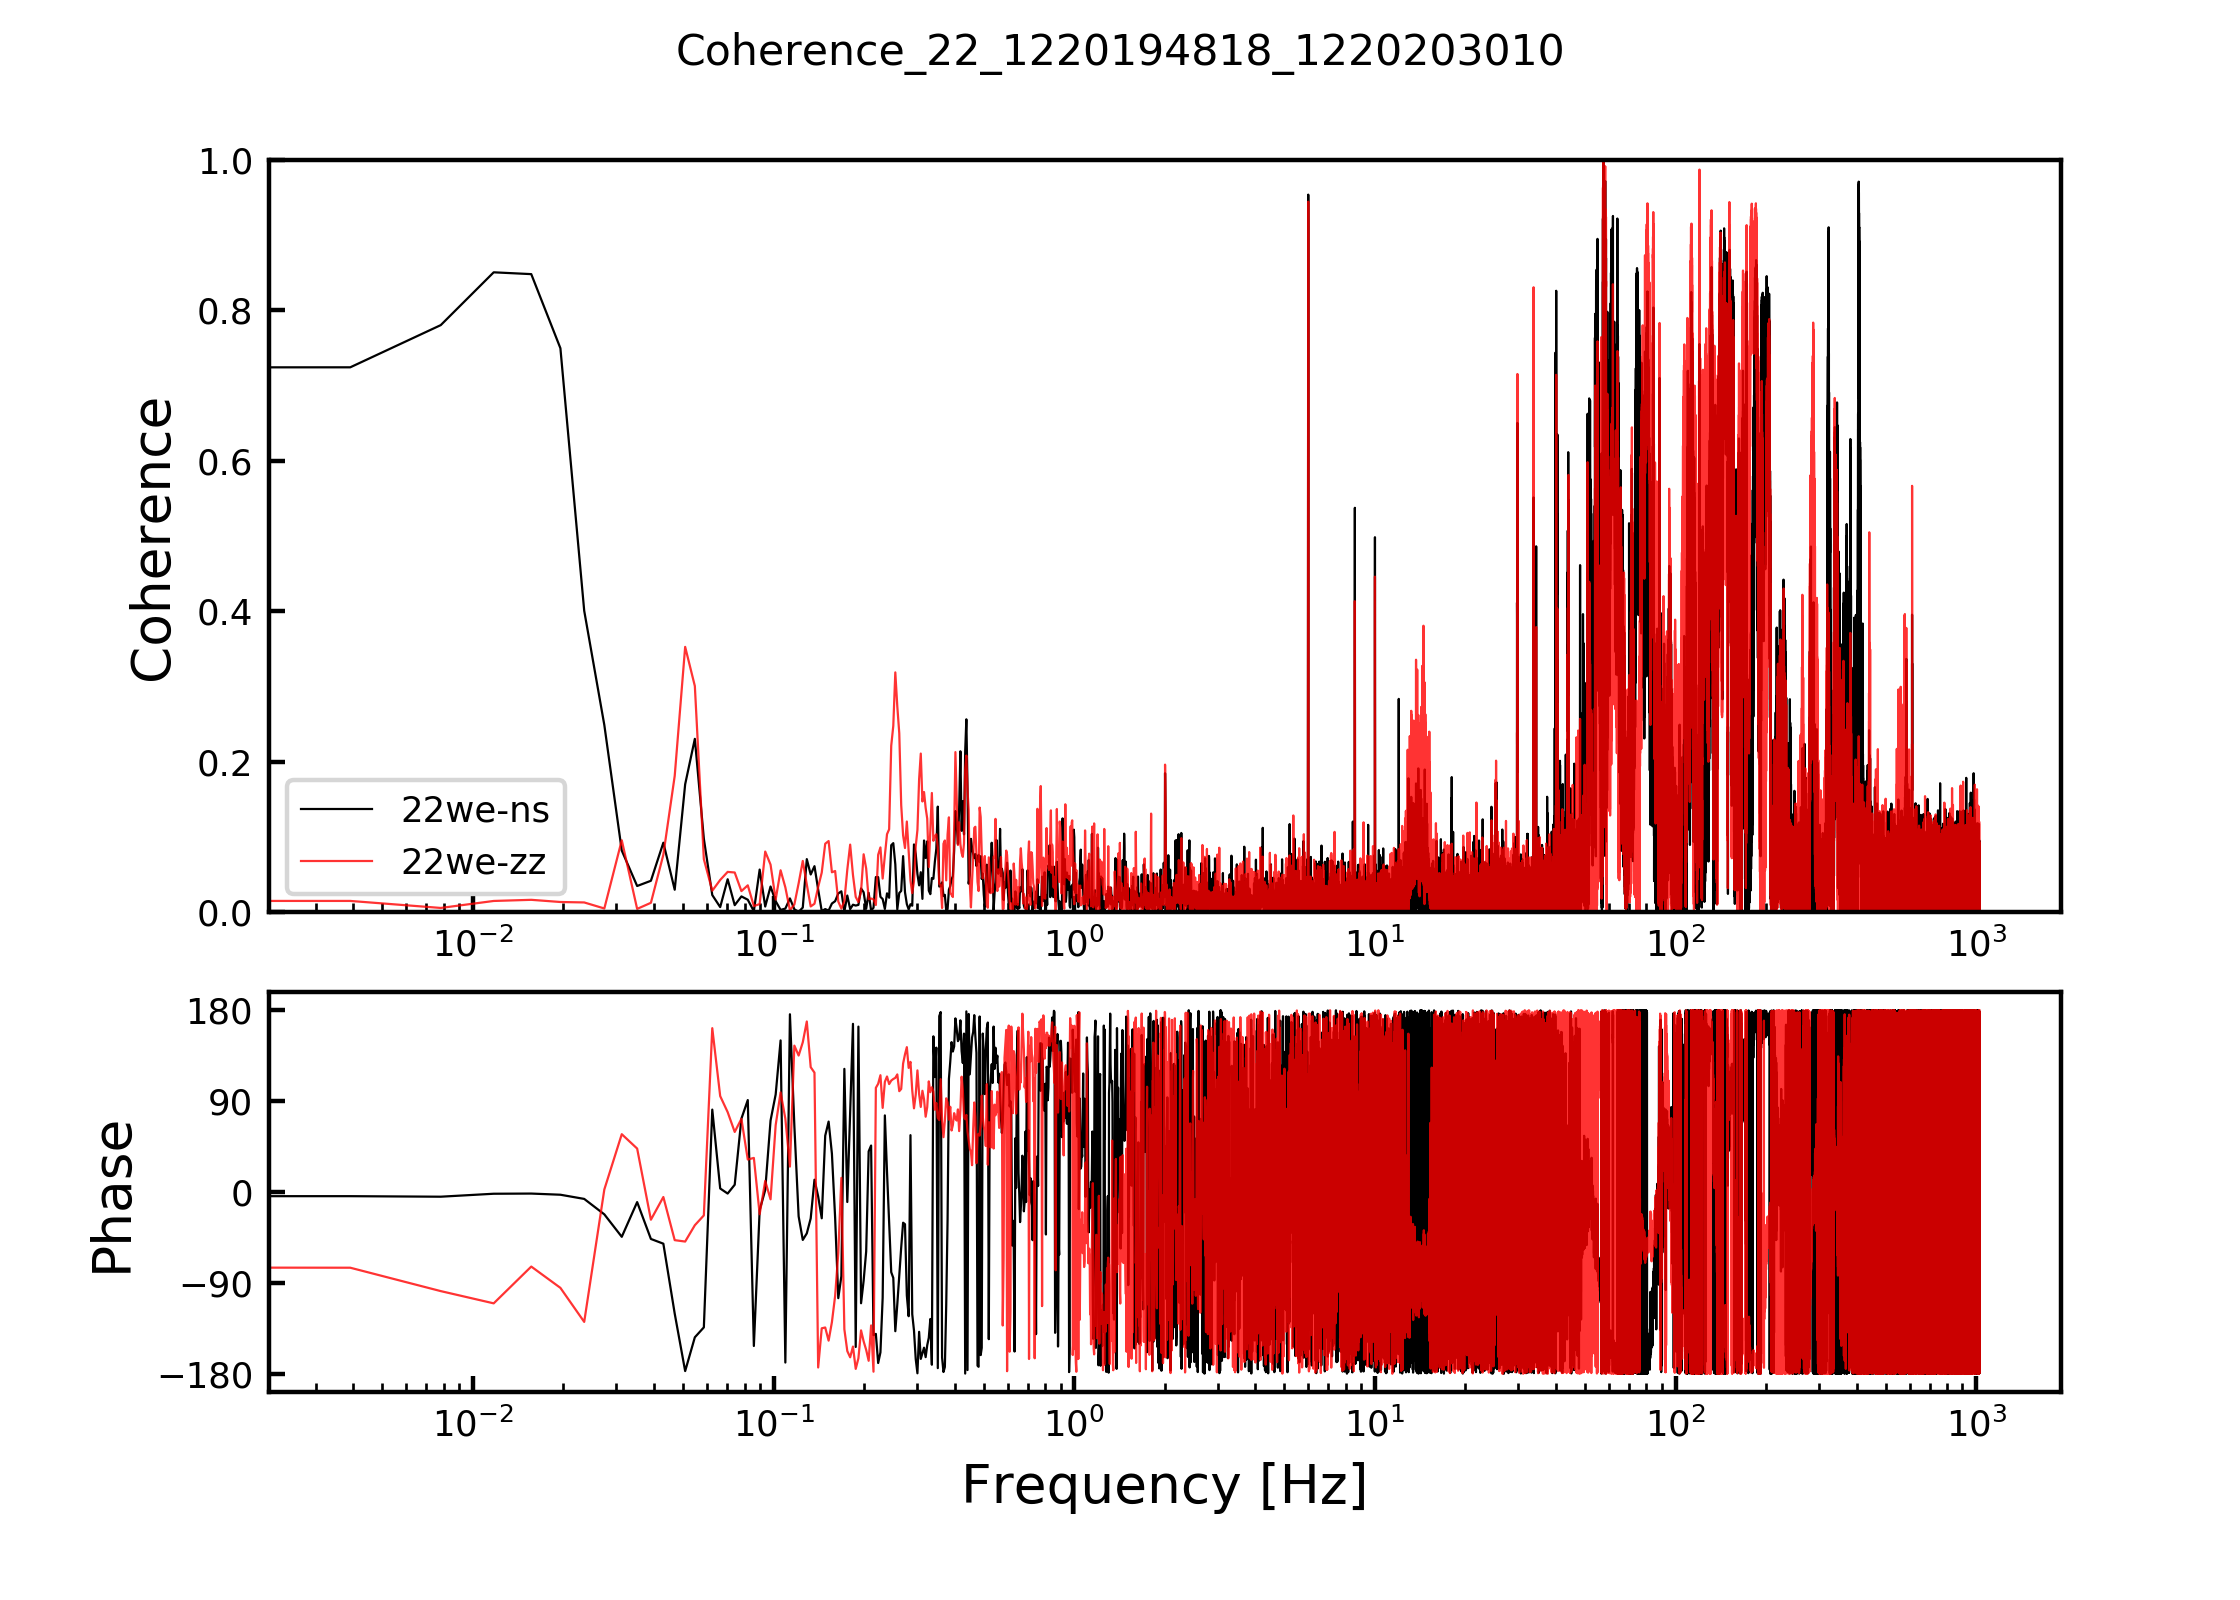 Coherence_22_1220194818_1220203010
Coherence
1.0
0.8
0.6
0.4
0.2
0.0
22we-ns
22we-zz
10⁻² 10⁻¹ 10⁰ 10¹ 10² 10³
Phase
180
90
0
−90
−180
10⁻² 10⁻¹ 10⁰ 10¹ 10² 10³
Frequency [Hz]